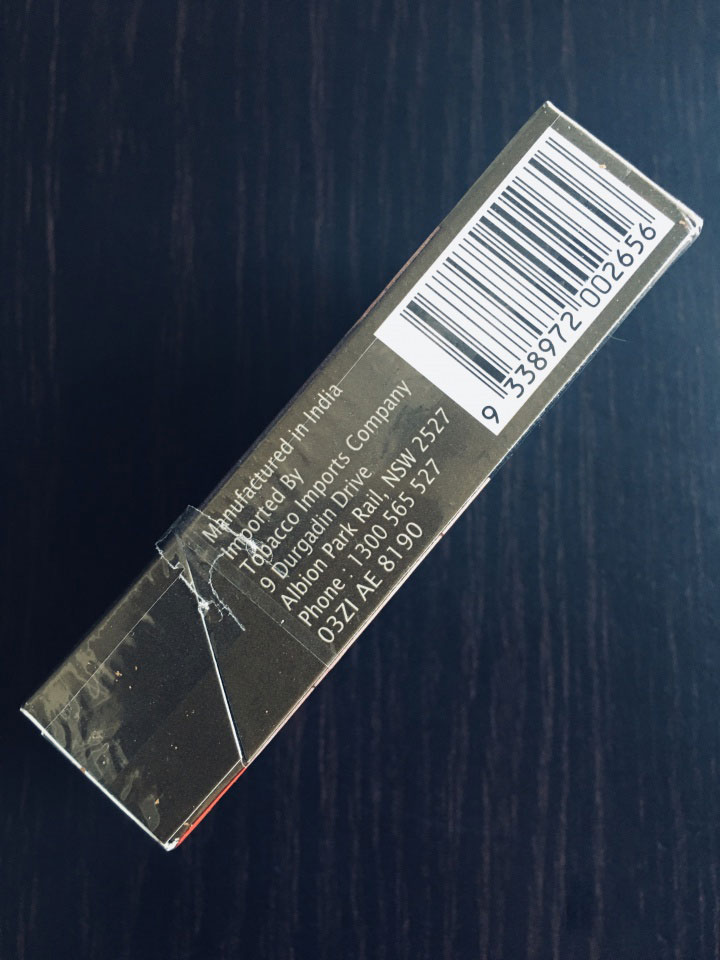 Manufactured in India
Imported By
Tobacco Imports Company
9 Durgadin Drive
Albion Park Rail, NSW 2527
Phone : 1300 565 527
03ZI AE 8190
9 338972 002656